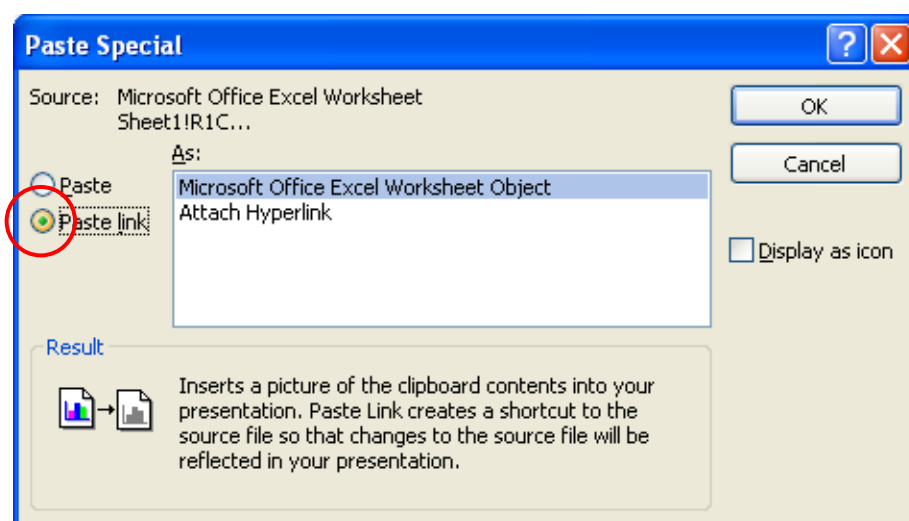 Paste Special
Source: Microsoft Office Excel Worksheet
Sheet1!R1C...
OK
As:
Cancel
Paste
Microsoft Office Excel Worksheet Object
Paste link
Attach Hyperlink
Display as icon
Result
Inserts a picture of the clipboard contents into your
presentation. Paste Link creates a shortcut to the
source file so that changes to the source file will be
reflected in your presentation.